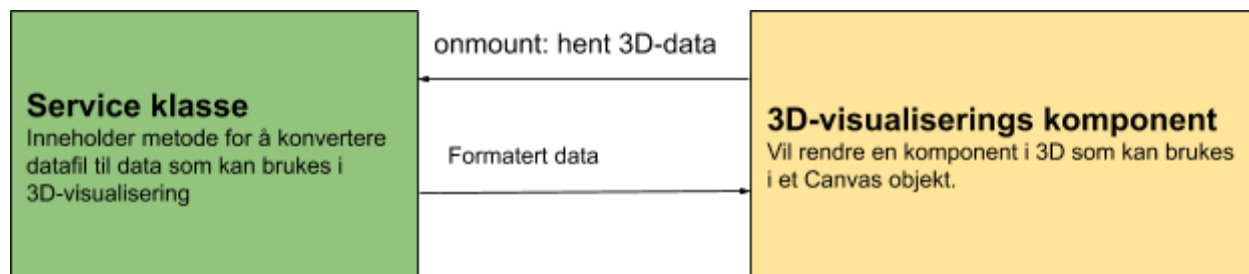 Service klasse
Inneholder metode for å konvertere
datafil til data som kan brukes i
3D-visualisering
onmount: hent 3D-data
Formatert data
3D-visualiserings komponent
Vil rendre en komponent i 3D som kan brukes
i et Canvas objekt.